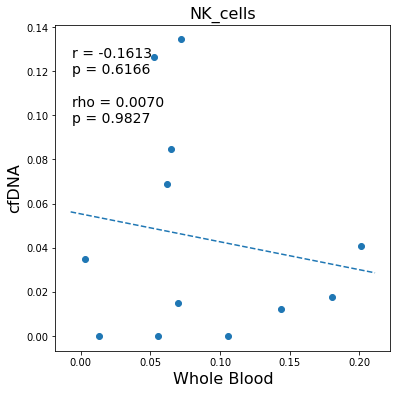 NK_cells
r = -0.1613
p = 0.6166
rho = 0.0070
p = 0.9827
cfDNA
0.14
0.12
0.10
0.08
0.06
0.04
0.02
0.00
0.00 0.05 0.10 0.15 0.20
Whole Blood